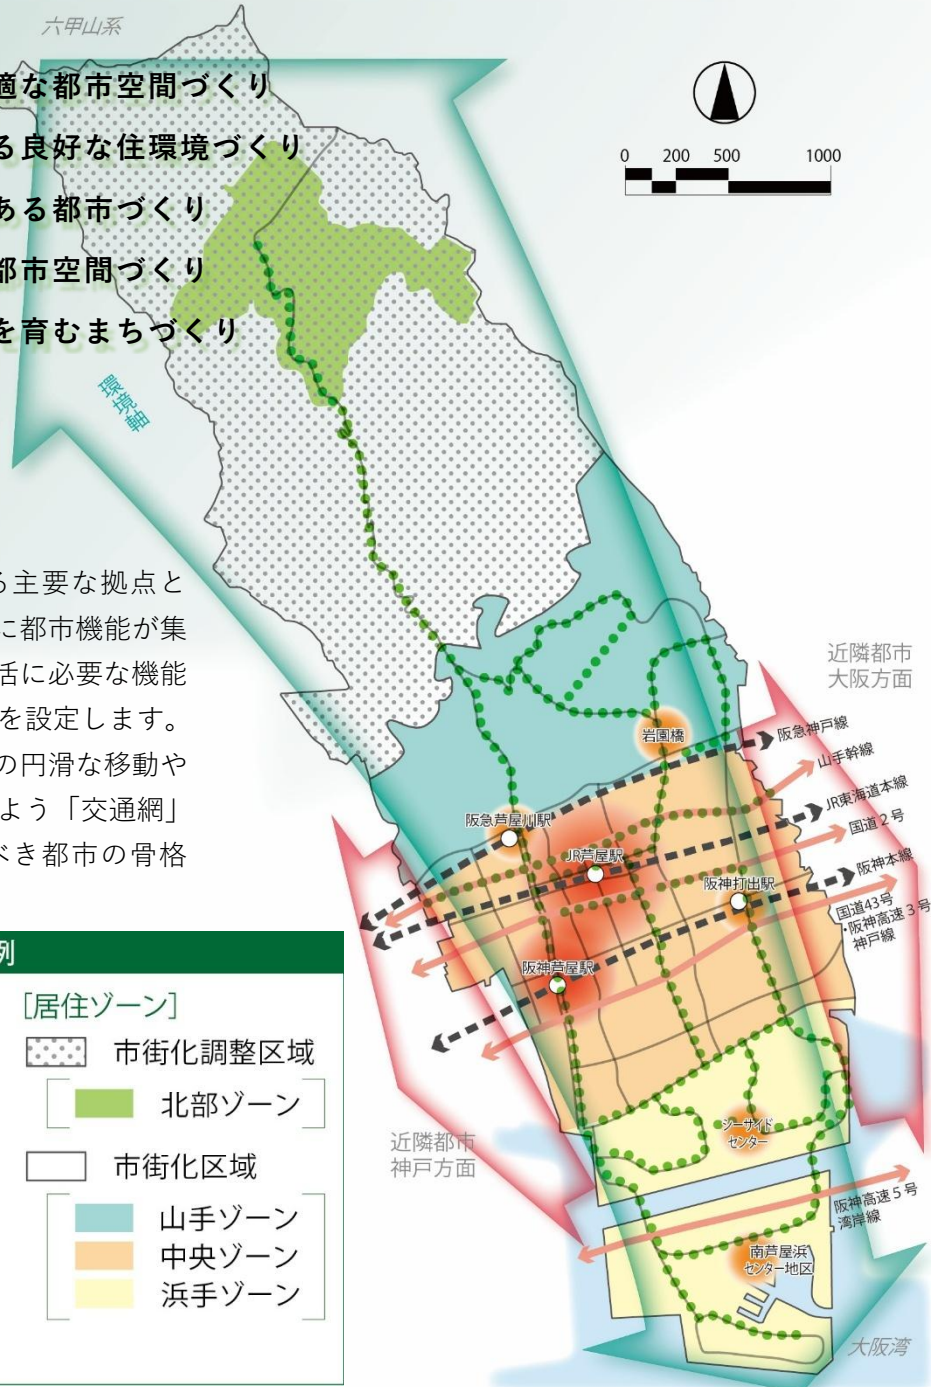 六甲山系
適な都市空間づくり
る良好な住環境づくり
ある都市づくり
都市空間づくり
を育むまちづくり
0 200 500 1000
環境軸
る主要な拠点と
に都市機能が集
活に必要な機能
を設定します。
の円滑な移動や
よう「交通網」
べき都市の骨格
近隣都市
大阪方面
岩園橋
阪急神戸線
山手幹線
JR東海道本線
国道2号
阪神本線
国道43号
・阪神高速3号
神戸線
阪急芦屋川駅
JR芦屋駅
阪神打出駅
阪神芦屋駅
例
[居住ゾーン]
市街化調整区域
北部ゾーン
市街化区域
山手ゾーン
中央ゾーン
浜手ゾーン
近隣都市
神戸方面
シーサイド
センター
阪神高速5号
湾岸線
南芦屋浜
センター地区
大阪湾